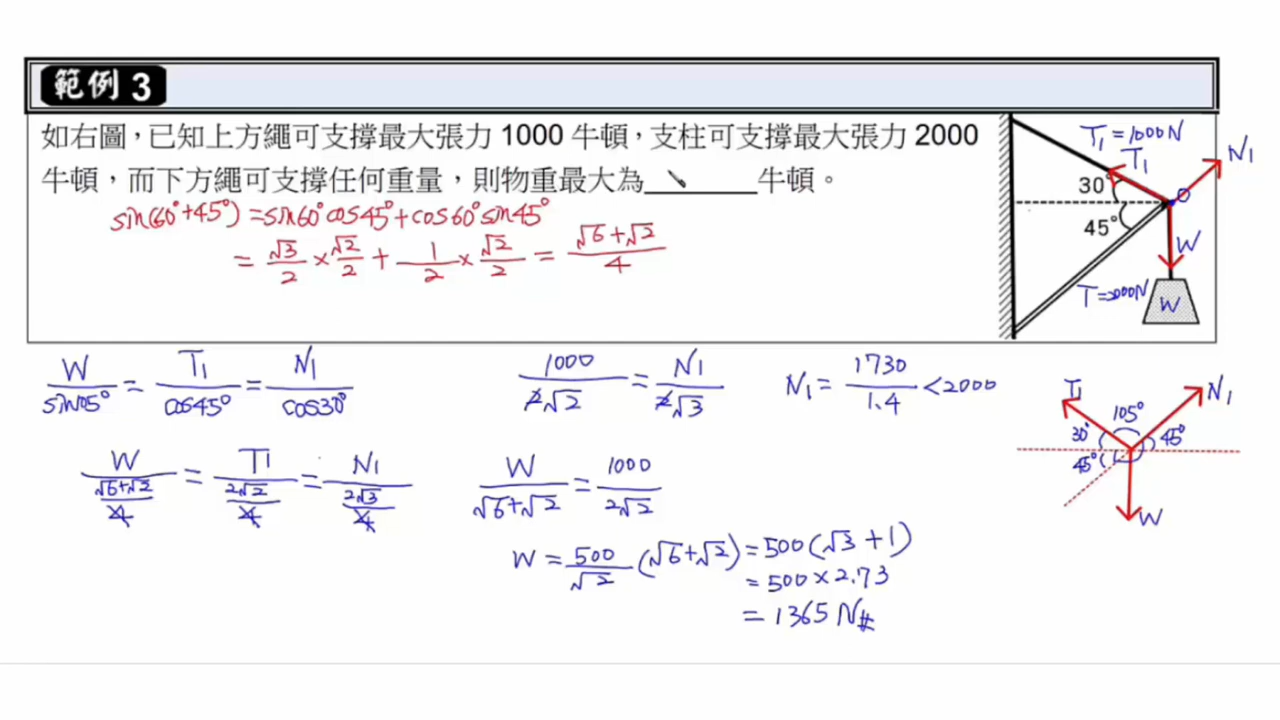 範例 3
如右圖，已知上方繩可支撐最大張力 1000 牛頓，支柱可支撐最大張力 2000
牛頓，而下方繩可支撐任何重量，則物重最大為______牛頓。
sin(60°+45°) = sin60°cos45°+cos60°sin45°
= √3/2 × √2/2 + 1/2 × √2/2 = (√6+√2)/4
T1=1000N
T1
N1
30°
O
45°
W
T=2000N
W
W/sin105° = T1/cos45° = N1/cos30°
1000/2√2 = N1/2√3
N1 = 1730/1.4 < 2000
W/((√6+√2)/4) = T1/(2√2/4) = N1/(2√3/4)
W/(√6+√2) = 1000/2√2
W = 500/√2 (√6+√2) = 500(√3+1)
= 500×2.73
= 1365 N#
T1
N1
105°
30°
45°
45°
W